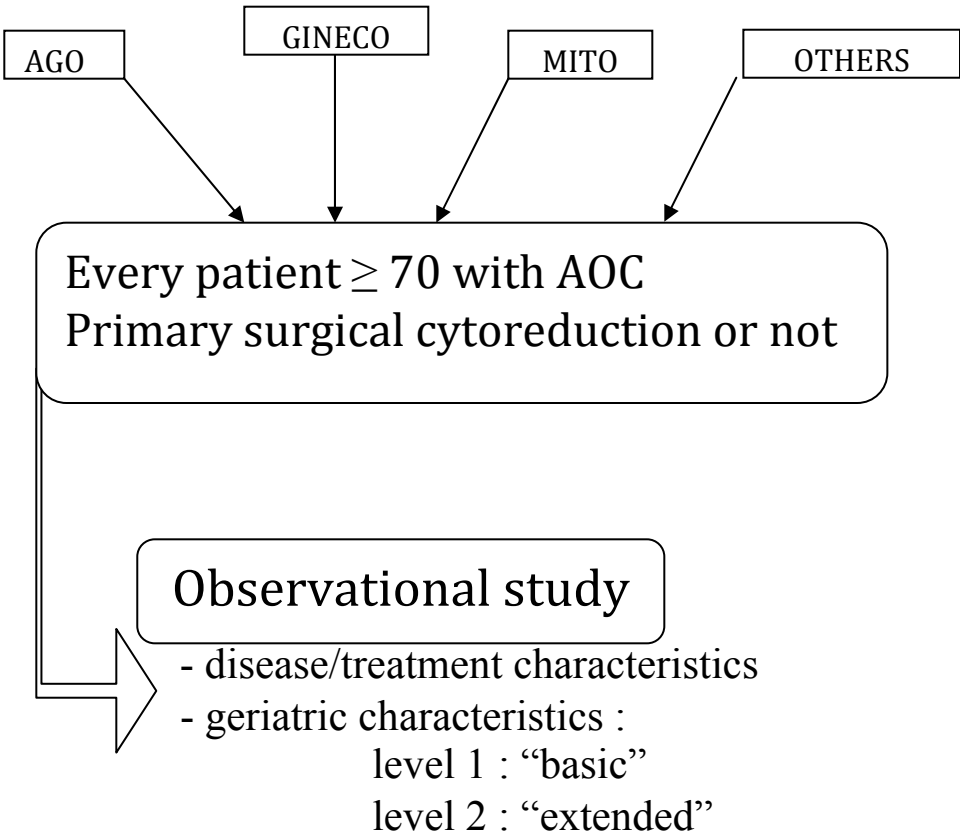 AGO
GINECO
MITO
OTHERS
Every patient ≥ 70 with AOC
Primary surgical cytoreduction or not
Observational study
- disease/treatment characteristics
- geriatric characteristics :
level 1 : “basic”
level 2 : “extended”